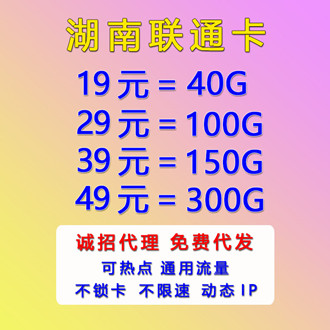 湖南联通卡
19元=40G
29元=100G
39元=150G
49元=300G
诚招代理 免费代发
可热点 通用流量
不锁卡 不限速 动态IP